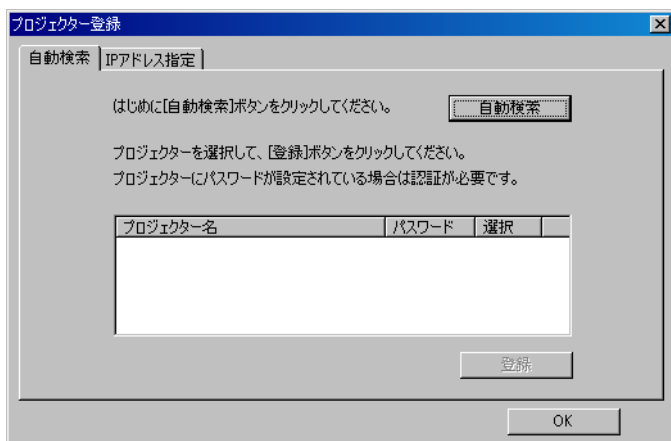 プロジェクター登録
自動検索 IPアドレス指定
はじめに[自動検索]ボタンをクリックしてください。 自動検索
プロジェクターを選択して、[登録]ボタンをクリックしてください。
プロジェクターにパスワードが設定されている場合は認証が必要です。
プロジェクター名 パスワード 選択
登録
OK